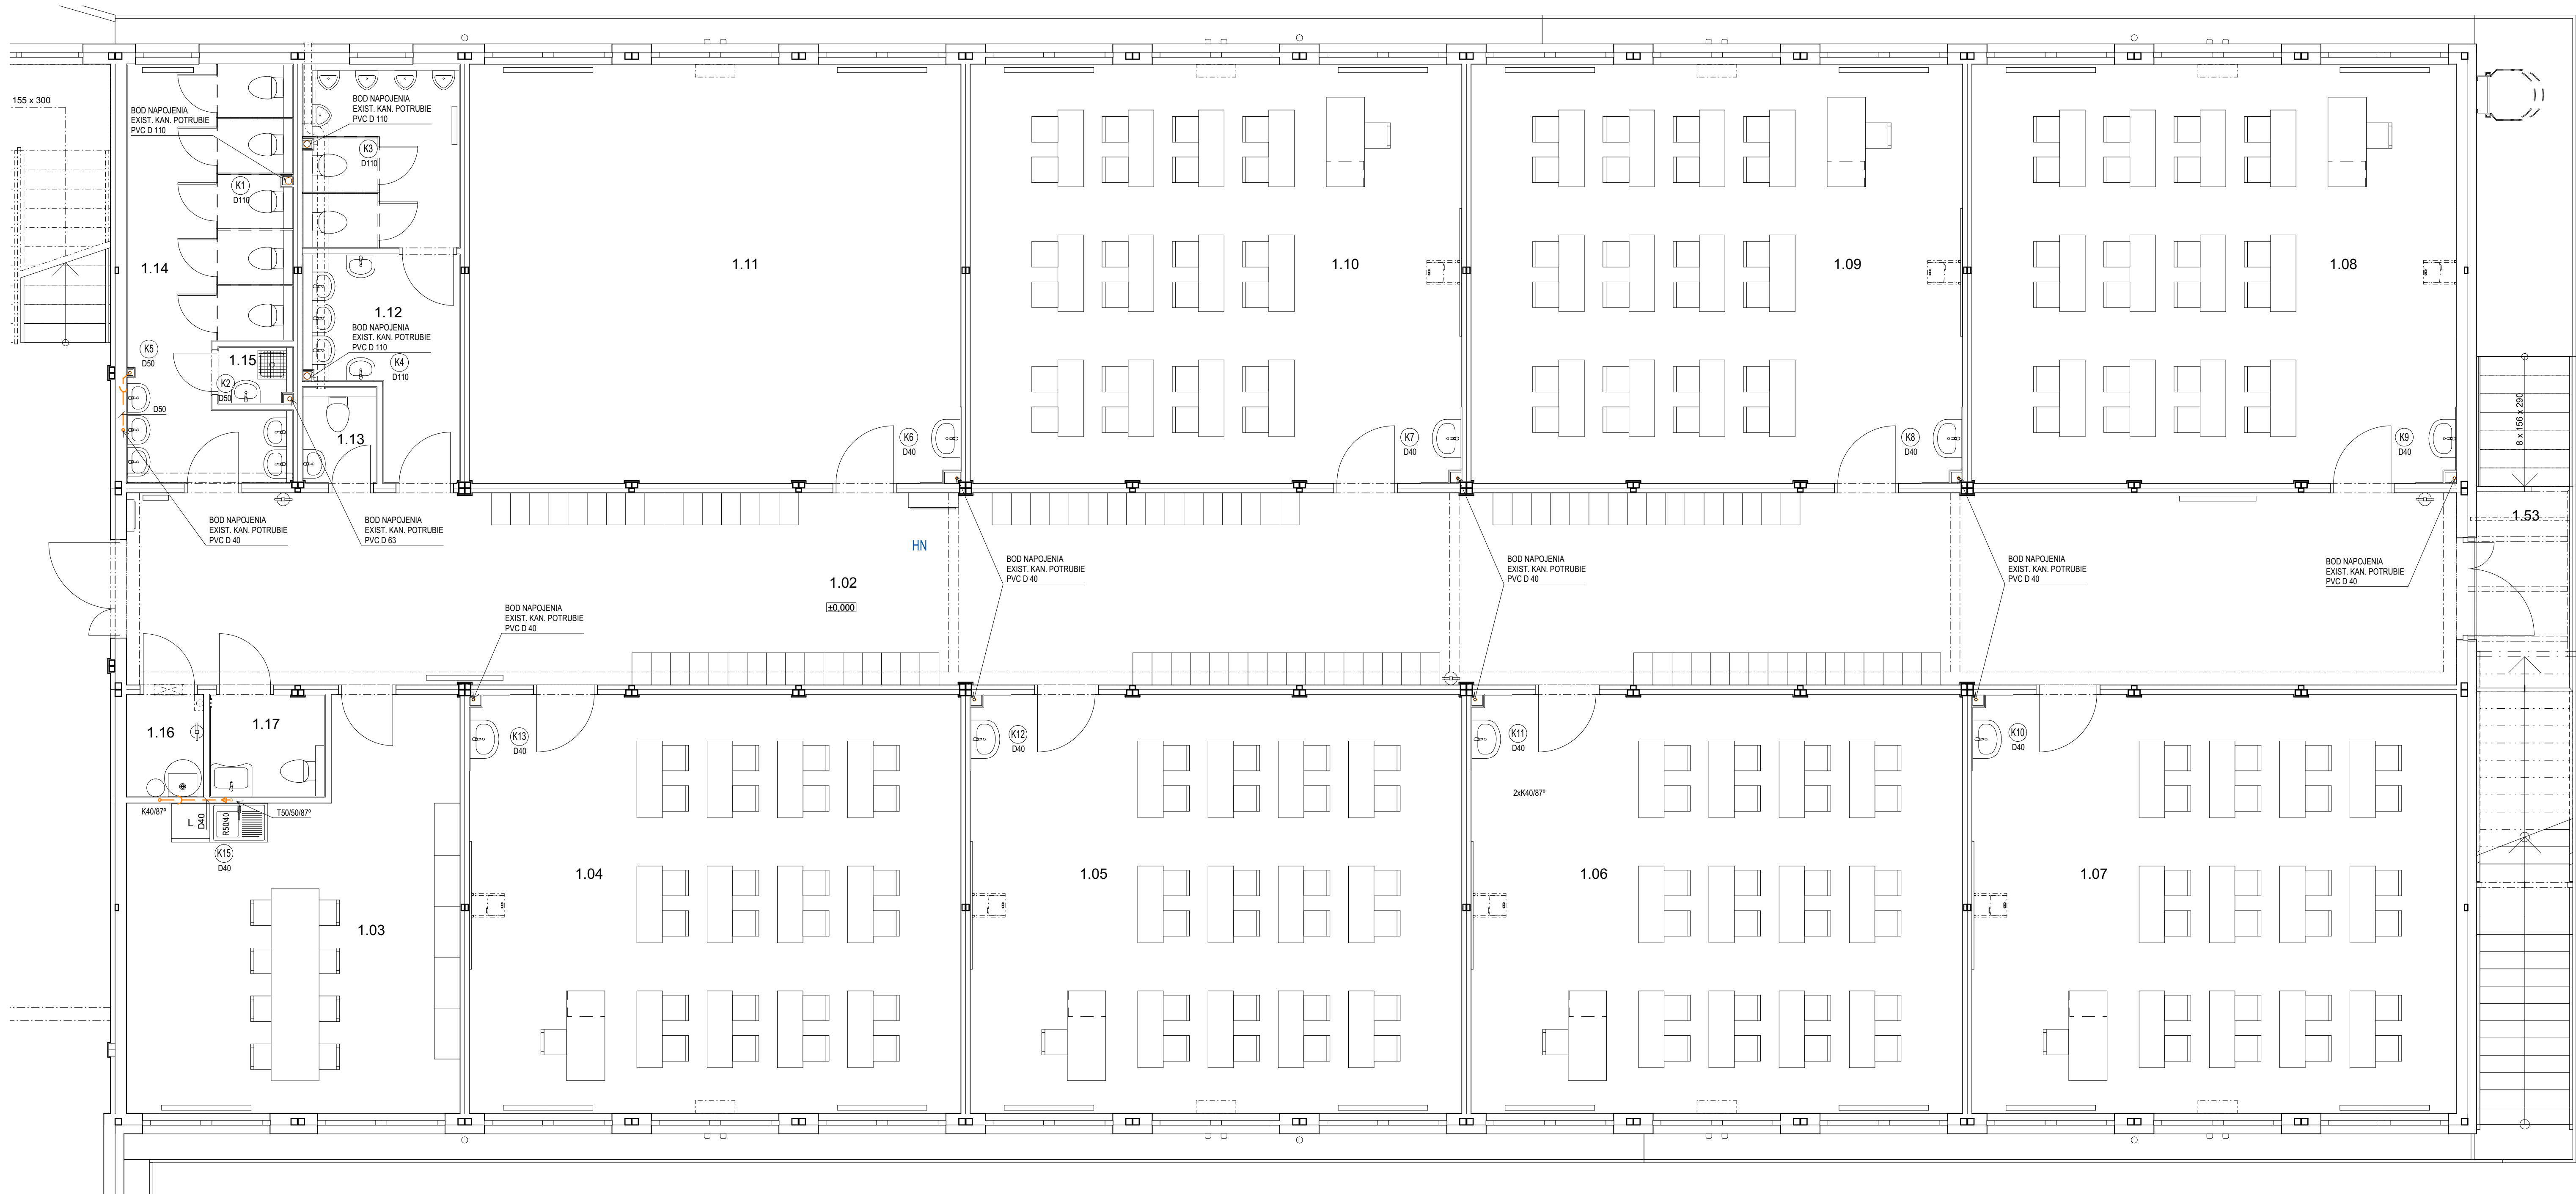 155 x 300
BOD NAPOJENIA
EXIST. KAN. POTRUBIE
PVC D 110
BOD NAPOJENIA
EXIST. KAN. POTRUBIE
PVC D 110
K3
D110
K1
D110
1.14
1.11
1.10
1.09
1.08
1.12
BOD NAPOJENIA
EXIST. KAN. POTRUBIE
PVC D 110
K4
D110
K5
D50
1.15
K2
D50
D50
1.13
K6
D40
K7
D40
K8
D40
K9
D40
8 x 156 x 290
1.53
BOD NAPOJENIA
EXIST. KAN. POTRUBIE
PVC D 40
BOD NAPOJENIA
EXIST. KAN. POTRUBIE
PVC D 63
HN
BOD NAPOJENIA
EXIST. KAN. POTRUBIE
PVC D 40
BOD NAPOJENIA
EXIST. KAN. POTRUBIE
PVC D 40
BOD NAPOJENIA
EXIST. KAN. POTRUBIE
PVC D 40
BOD NAPOJENIA
EXIST. KAN. POTRUBIE
PVC D 40
1.02
±0,000
BOD NAPOJENIA
EXIST. KAN. POTRUBIE
PVC D 40
1.16
1.17
K13
D40
K12
D40
K11
D40
K10
D40
2xK40/87°
K40/87°
L
D40
R50/40
T50/50/87°
K15
D40
1.04
1.05
1.06
1.07
1.03